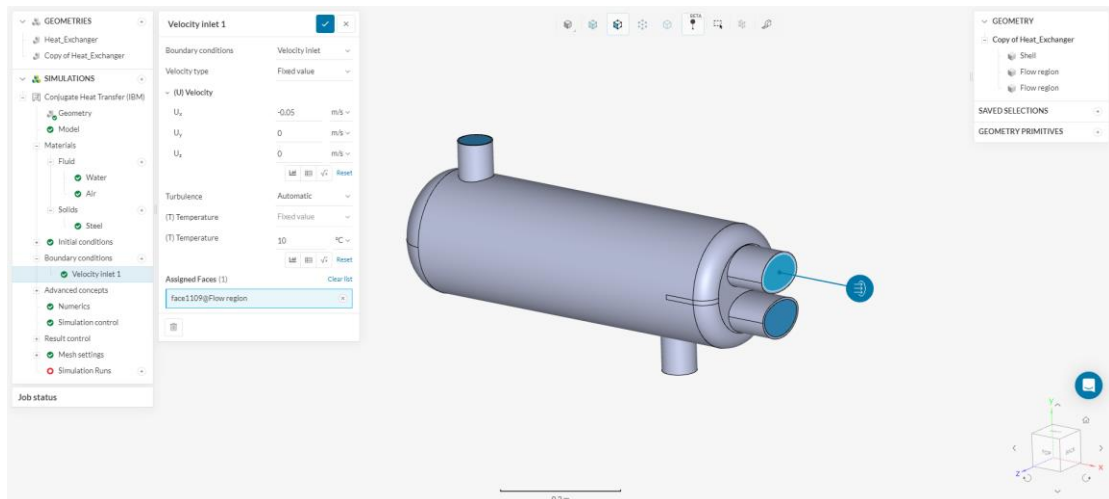 GEOMETRIES
Heat_Exchanger
Copy of Heat_Exchanger
SIMULATIONS
Conjugate Heat Transfer (IBM)
Geometry
Model
Materials
Fluid
Water
Air
Solids
Steel
Initial conditions
Boundary conditions
Velocity inlet 1
Advanced concepts
Numerics
Simulation control
Result control
Mesh settings
Simulation Runs
Job status
Velocity inlet 1
Boundary conditions Velocity inlet
Velocity type Fixed value
(U) Velocity
Ux -0.05 m/s
Uy 0 m/s
Uz 0 m/s
Reset
Turbulence Automatic
(T) Temperature Fixed value
(T) Temperature 10 °C
Reset
Assigned Faces (1) Clear list
face1109@Flow region
BETA
GEOMETRY
Copy of Heat_Exchanger
Shell
Flow region
Flow region
SAVED SELECTIONS
GEOMETRY PRIMITIVES
Y
TOP
Z
X